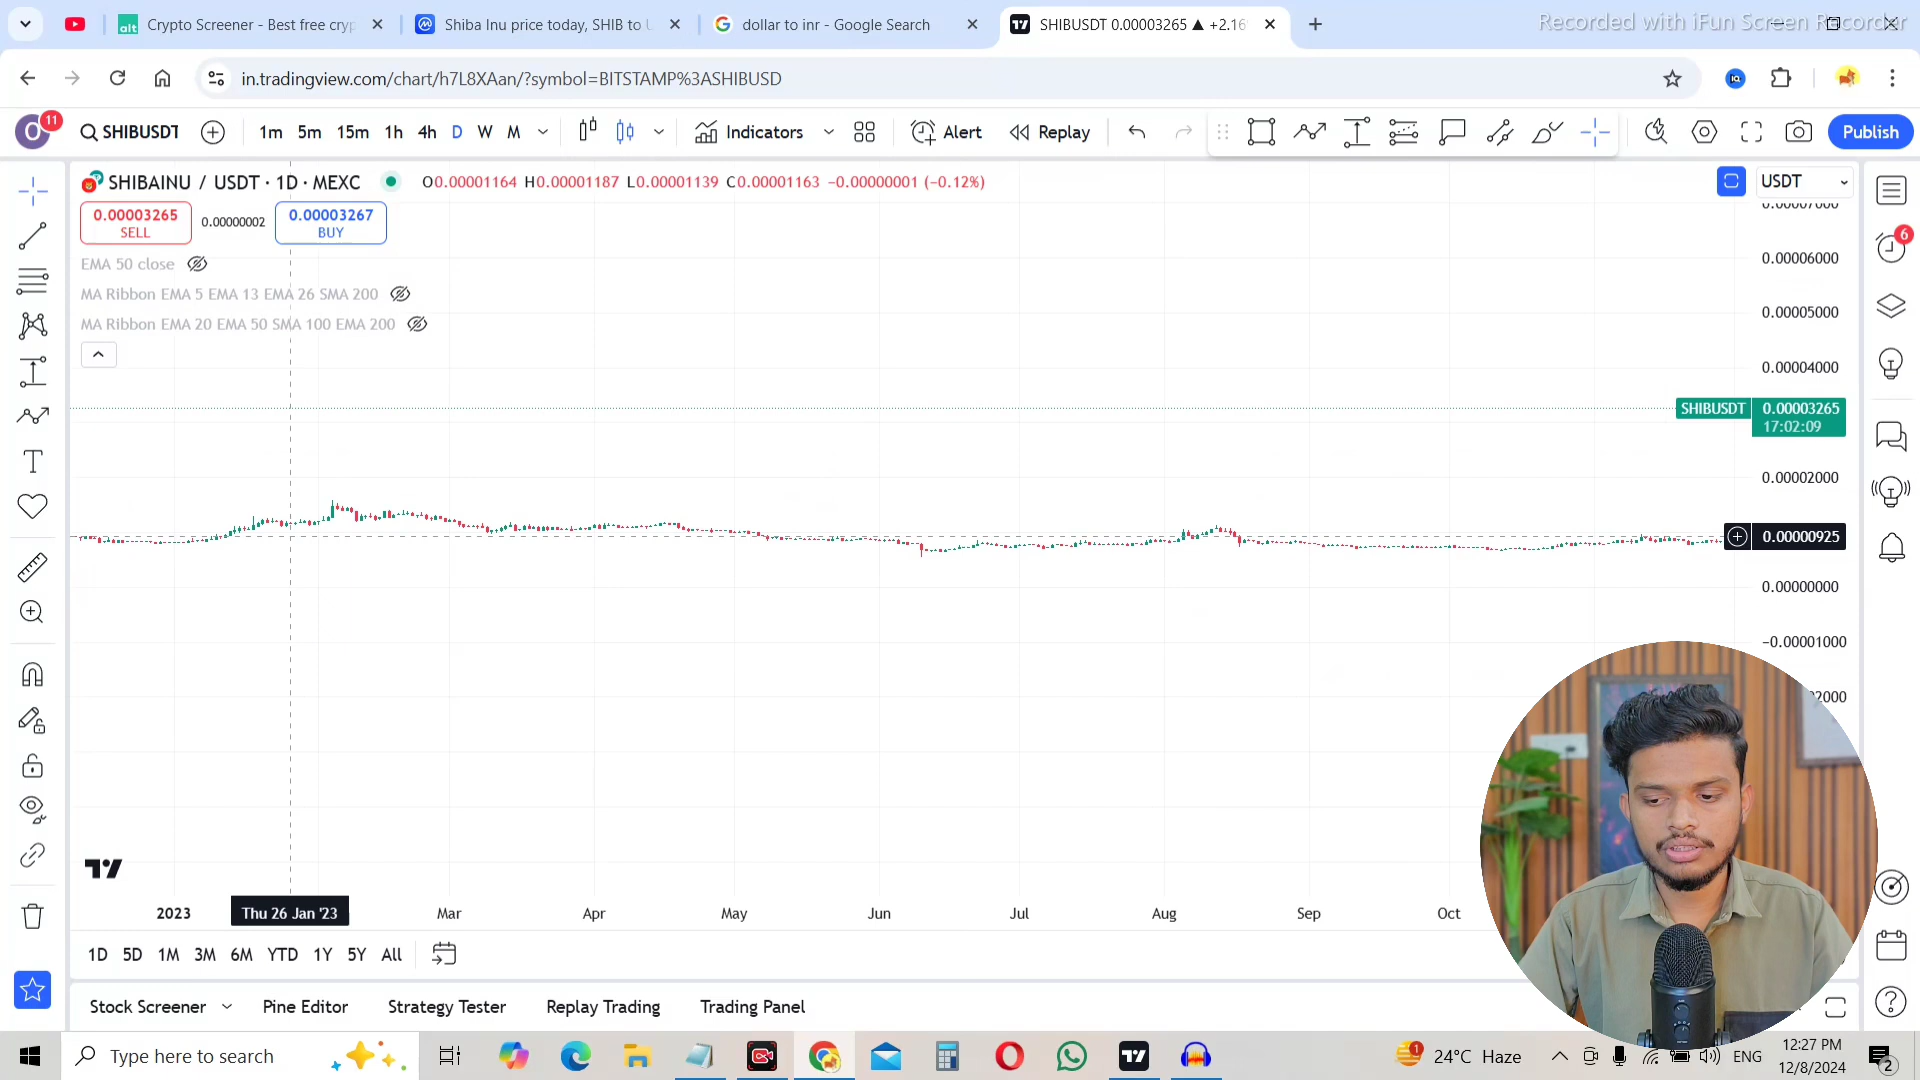 Crypto Screener - Best free cryp
Shiba Inu price today, SHIB to U
dollar to inr - Google Search
SHIBUSDT 0.00003265 ▲ +2.16
Recorded with iFun Screen Recorder
in.tradingview.com/chart/h7L8XAan/?symbol=BITSTAMP%3ASHIBUSD
11
SHIBUSDT
1m 5m 15m 1h 4h D W M
Indicators
Alert
Replay
Publish
SHIBAINU / USDT · 1D · MEXC
O0.00001164 H0.00001187 L0.00001139 C0.00001163 −0.00000001 (−0.12%)
USDT
0.00007000
0.00003265
SELL
0.00000002
0.00003267
BUY
6
EMA 50 close
0.00006000
MA Ribbon EMA 5 EMA 13 EMA 26 SMA 200
MA Ribbon EMA 20 EMA 50 SMA 100 EMA 200
0.00005000
0.00004000
SHIBUSDT 0.00003265
17:02:09
0.00002000
0.00000925
0.00000000
−0.00001000
2023 Thu 26 Jan '23 Mar Apr May Jun Jul Aug Sep Oct
1D 5D 1M 3M 6M YTD 1Y 5Y All
Stock Screener Pine Editor Strategy Tester Replay Trading Trading Panel
Type here to search
1
24°C Haze
ENG
12:27 PM
12/8/2024
2